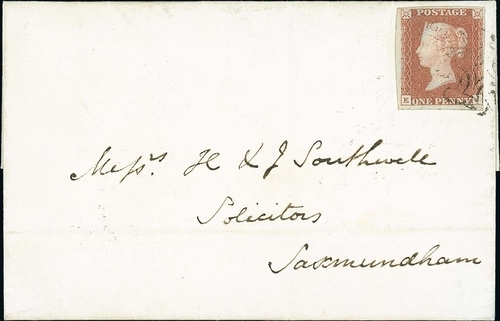 POSTAGE
E
ONE PENNY
Messrs. H & J Southwell
Solicitors
Saxmundham